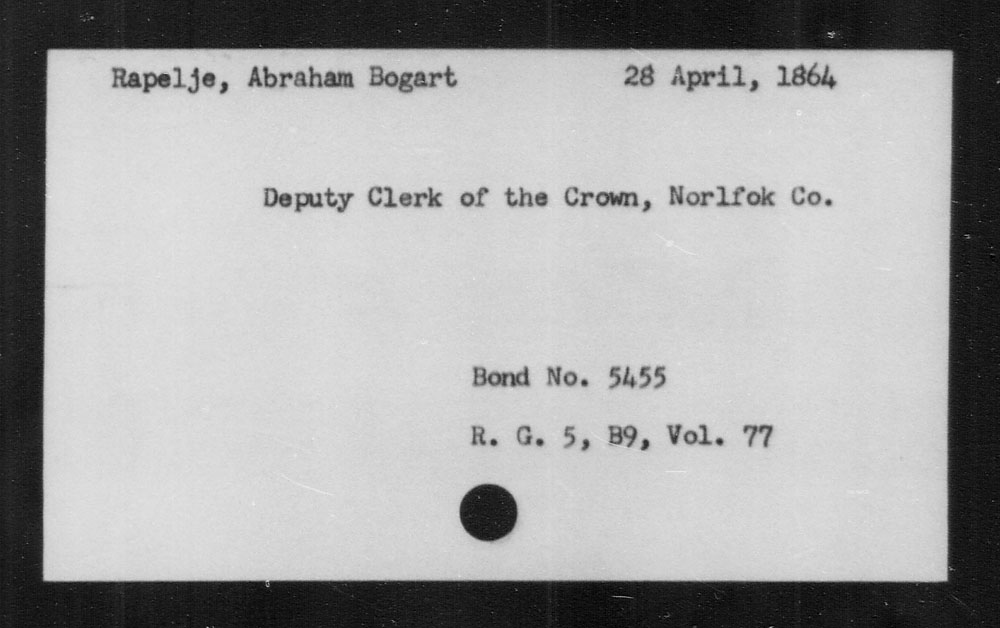 Rapelje, Abraham Bogart 28 April, 1864
Deputy Clerk of the Crown, Norlfok Co.
Bond No. 5455
R. G. 5, B9, Vol. 77